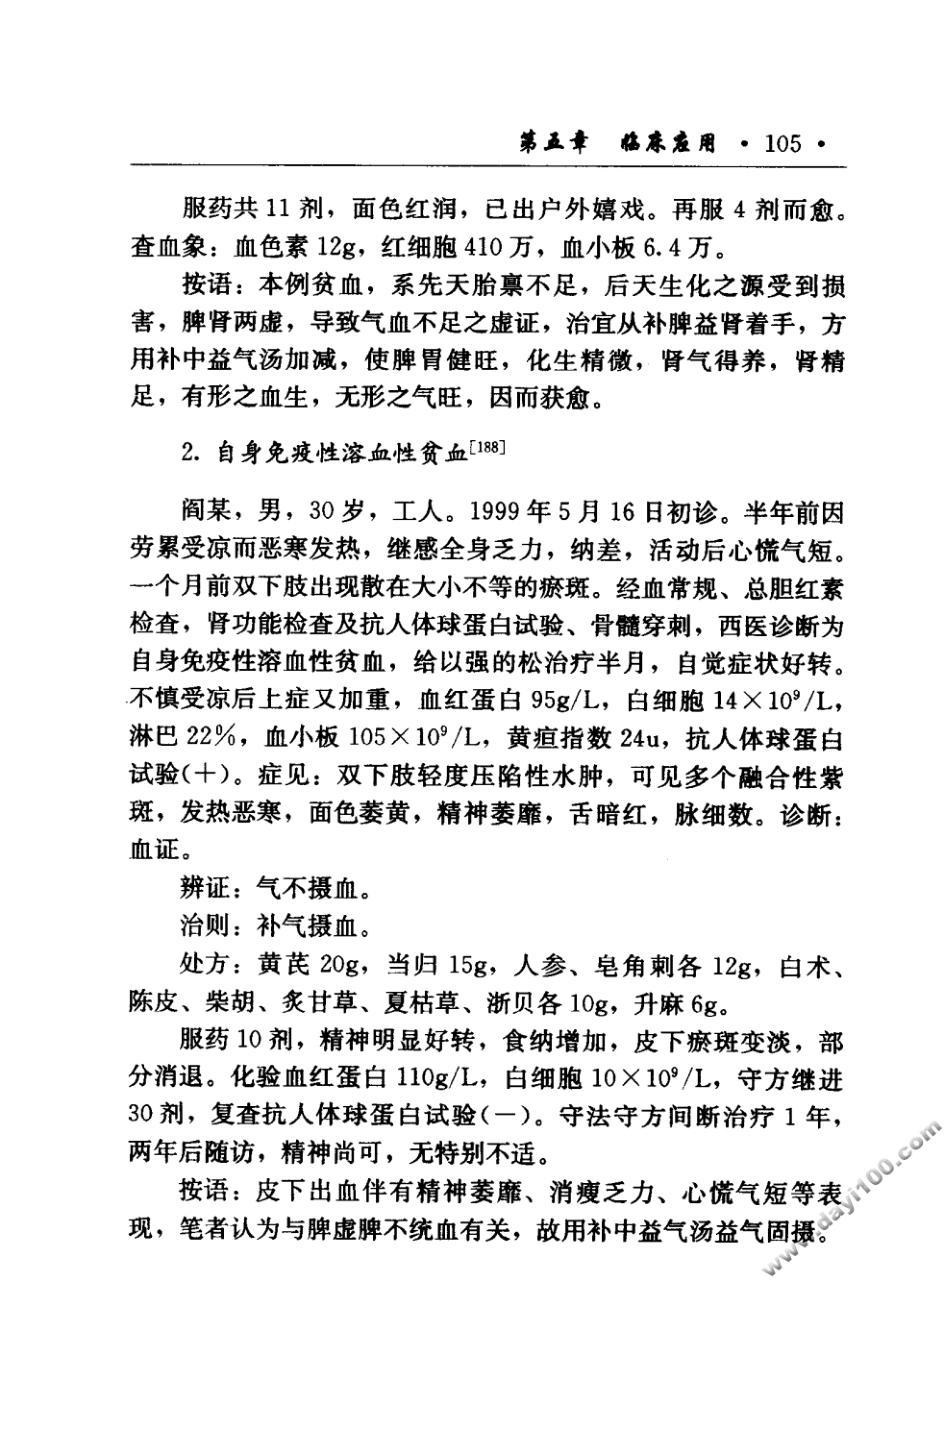 第五章 临床应用 • 105 •
服药共 11 剂，面色红润，已出户外嬉戏。再服 4 剂而愈。
查血象：血色素 12g，红细胞 410 万，血小板 6.4 万。
按语：本例贫血，系先天胎禀不足，后天生化之源受到损
害，脾肾两虚，导致气血不足之虚证，治宜从补脾益肾着手，方
用补中益气汤加减，使脾胃健旺，化生精微，肾气得养，肾精
足，有形之血生，无形之气旺，因而获愈。
2. 自身免疫性溶血性贫血[188]
阎某，男，30 岁，工人。1999 年 5 月 16 日初诊。半年前因
劳累受凉而恶寒发热，继感全身乏力，纳差，活动后心慌气短。
一个月前双下肢出现散在大小不等的瘀斑。经血常规、总胆红素
检查，肾功能检查及抗人体球蛋白试验、骨髓穿刺，西医诊断为
自身免疫性溶血性贫血，给以强的松治疗半月，自觉症状好转。
不慎受凉后上症又加重，血红蛋白 95g/L，白细胞 14×10⁹/L，
淋巴 22%，血小板 105×10⁹/L，黄疸指数 24u，抗人体球蛋白
试验(＋)。症见：双下肢轻度压陷性水肿，可见多个融合性紫
斑，发热恶寒，面色萎黄，精神萎靡，舌暗红，脉细数。诊断：
血证。
辨证：气不摄血。
治则：补气摄血。
处方：黄芪 20g，当归 15g，人参、皂角刺各 12g，白术、
陈皮、柴胡、炙甘草、夏枯草、浙贝各 10g，升麻 6g。
服药 10 剂，精神明显好转，食纳增加，皮下瘀斑变淡，部
分消退。化验血红蛋白 110g/L，白细胞 10×10⁹/L，守方继进
30 剂，复查抗人体球蛋白试验(－)。守法守方间断治疗 1 年，
两年后随访，精神尚可，无特别不适。
按语：皮下出血伴有精神萎靡、消瘦乏力、心慌气短等表
现，笔者认为与脾虚脾不统血有关，故用补中益气汤益气固摄。
www.dayi100.com